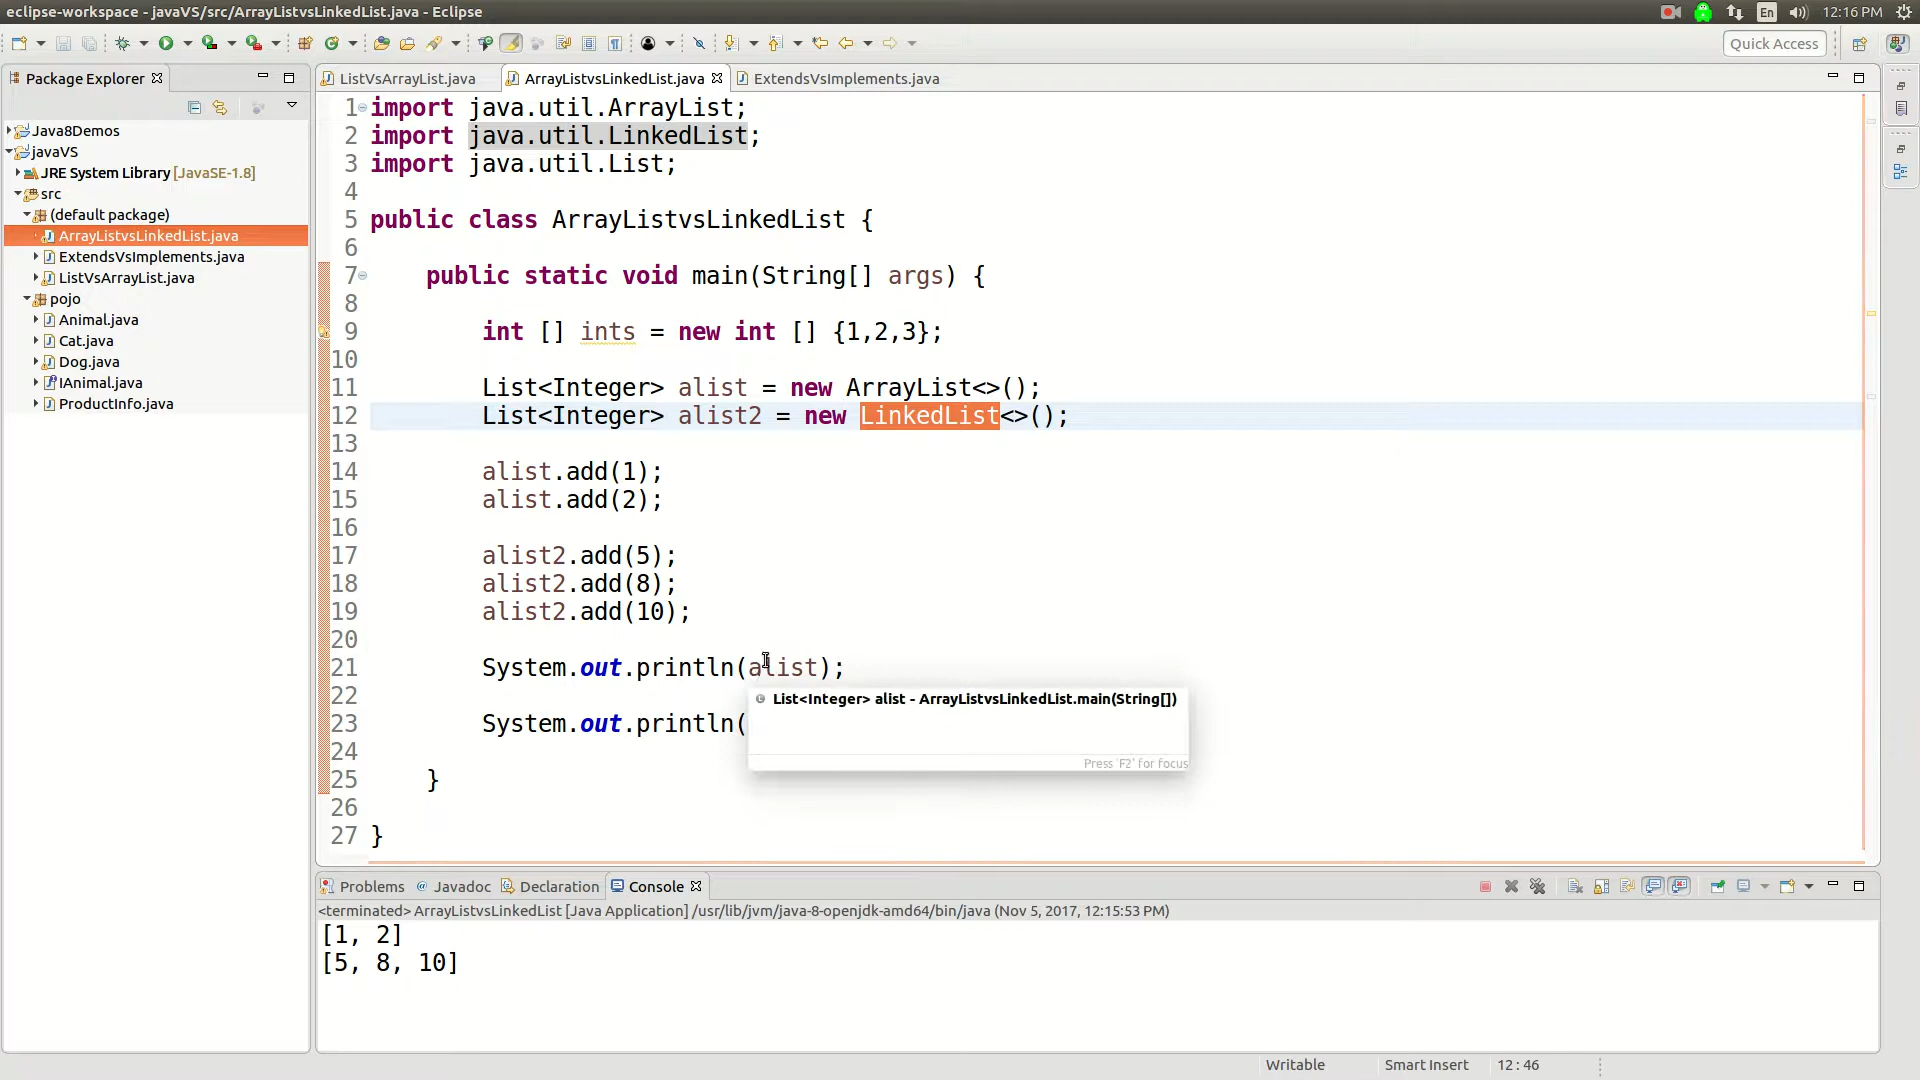 eclipse-workspace - javaVS/src/ArrayListvsLinkedList.java - Eclipse
En
12:16 PM
Quick Access
Package Explorer
ListVsArrayList.java
ArrayListvsLinkedList.java
ExtendsVsImplements.java
Java8Demos
javaVS
JRE System Library [JavaSE-1.8]
src
(default package)
ArrayListvsLinkedList.java
ExtendsVsImplements.java
ListVsArrayList.java
pojo
Animal.java
Cat.java
Dog.java
IAnimal.java
ProductInfo.java
1 import java.util.ArrayList;
2 import java.util.LinkedList;
3 import java.util.List;
4
5 public class ArrayListvsLinkedList {
6
7 public static void main(String[] args) {
8
9 int [] ints = new int [] {1,2,3};
10
11 List<Integer> alist = new ArrayList<>();
12 List<Integer> alist2 = new LinkedList<>();
13
14 alist.add(1);
15 alist.add(2);
16
17 alist2.add(5);
18 alist2.add(8);
19 alist2.add(10);
20
21 System.out.println(alist);
22
List<Integer> alist - ArrayListvsLinkedList.main(String[])
23 System.out.println(
24
Press 'F2' for focus
25 }
26
27 }
Problems
@ Javadoc
Declaration
Console
<terminated> ArrayListvsLinkedList [Java Application] /usr/lib/jvm/java-8-openjdk-amd64/bin/java (Nov 5, 2017, 12:15:53 PM)
[1, 2]
[5, 8, 10]
Writable
Smart Insert
12 : 46